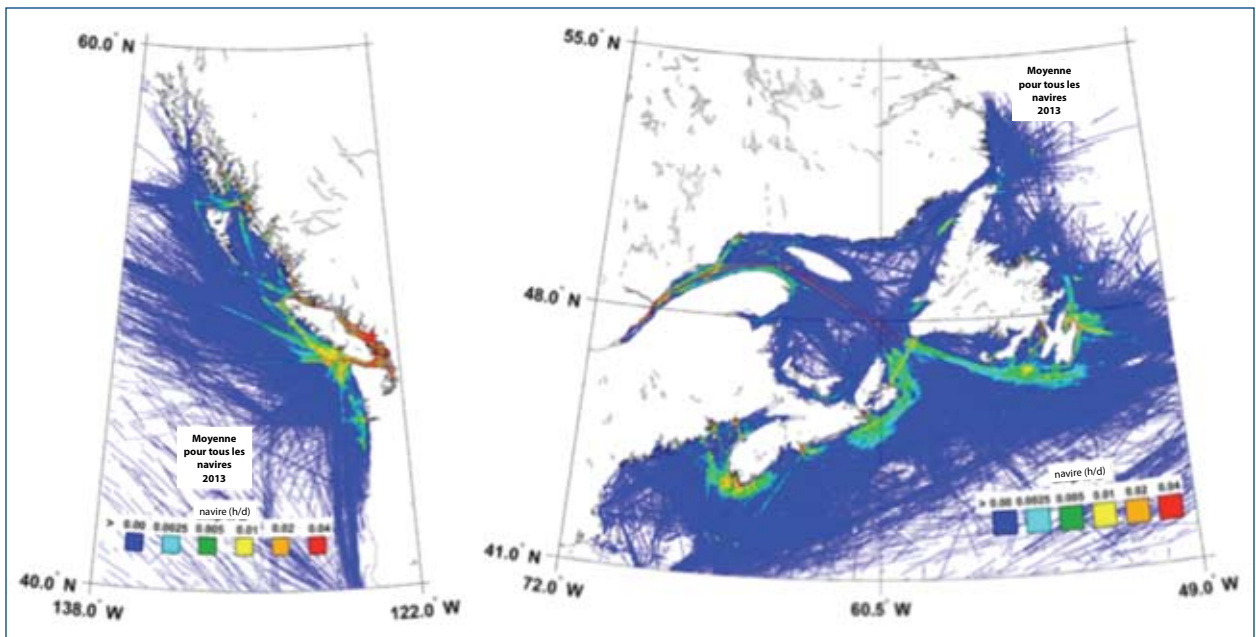 60.0° N
Moyenne
pour tous les
navires
2013
navire (h/d)
> 0.00 0.0025 0.005 0.01 0.02 0.04
40.0° N
138.0° W
122.0° W
55.0° N
Moyenne
pour tous les
navires
2013
48.0° N
navire (h/d)
> 0.00 0.0025 0.005 0.01 0.02 0.04
41.0° N
72.0° W
60.5° W
49.0° W